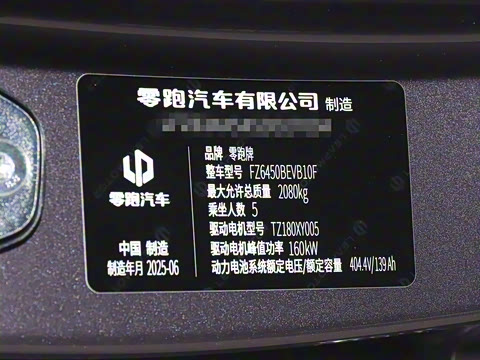 零跑汽车有限公司 制造
品牌 零跑牌
整车型号 FZ6450BEVB10F
最大允许总质量 2080kg
乘坐人数 5
驱动电机型号 TZ180XY005
驱动电机峰值功率 160kW
动力电池系统额定电压/额定容量 404.4V/139Ah
零跑汽车
中国 制造
制造年月 2025-06